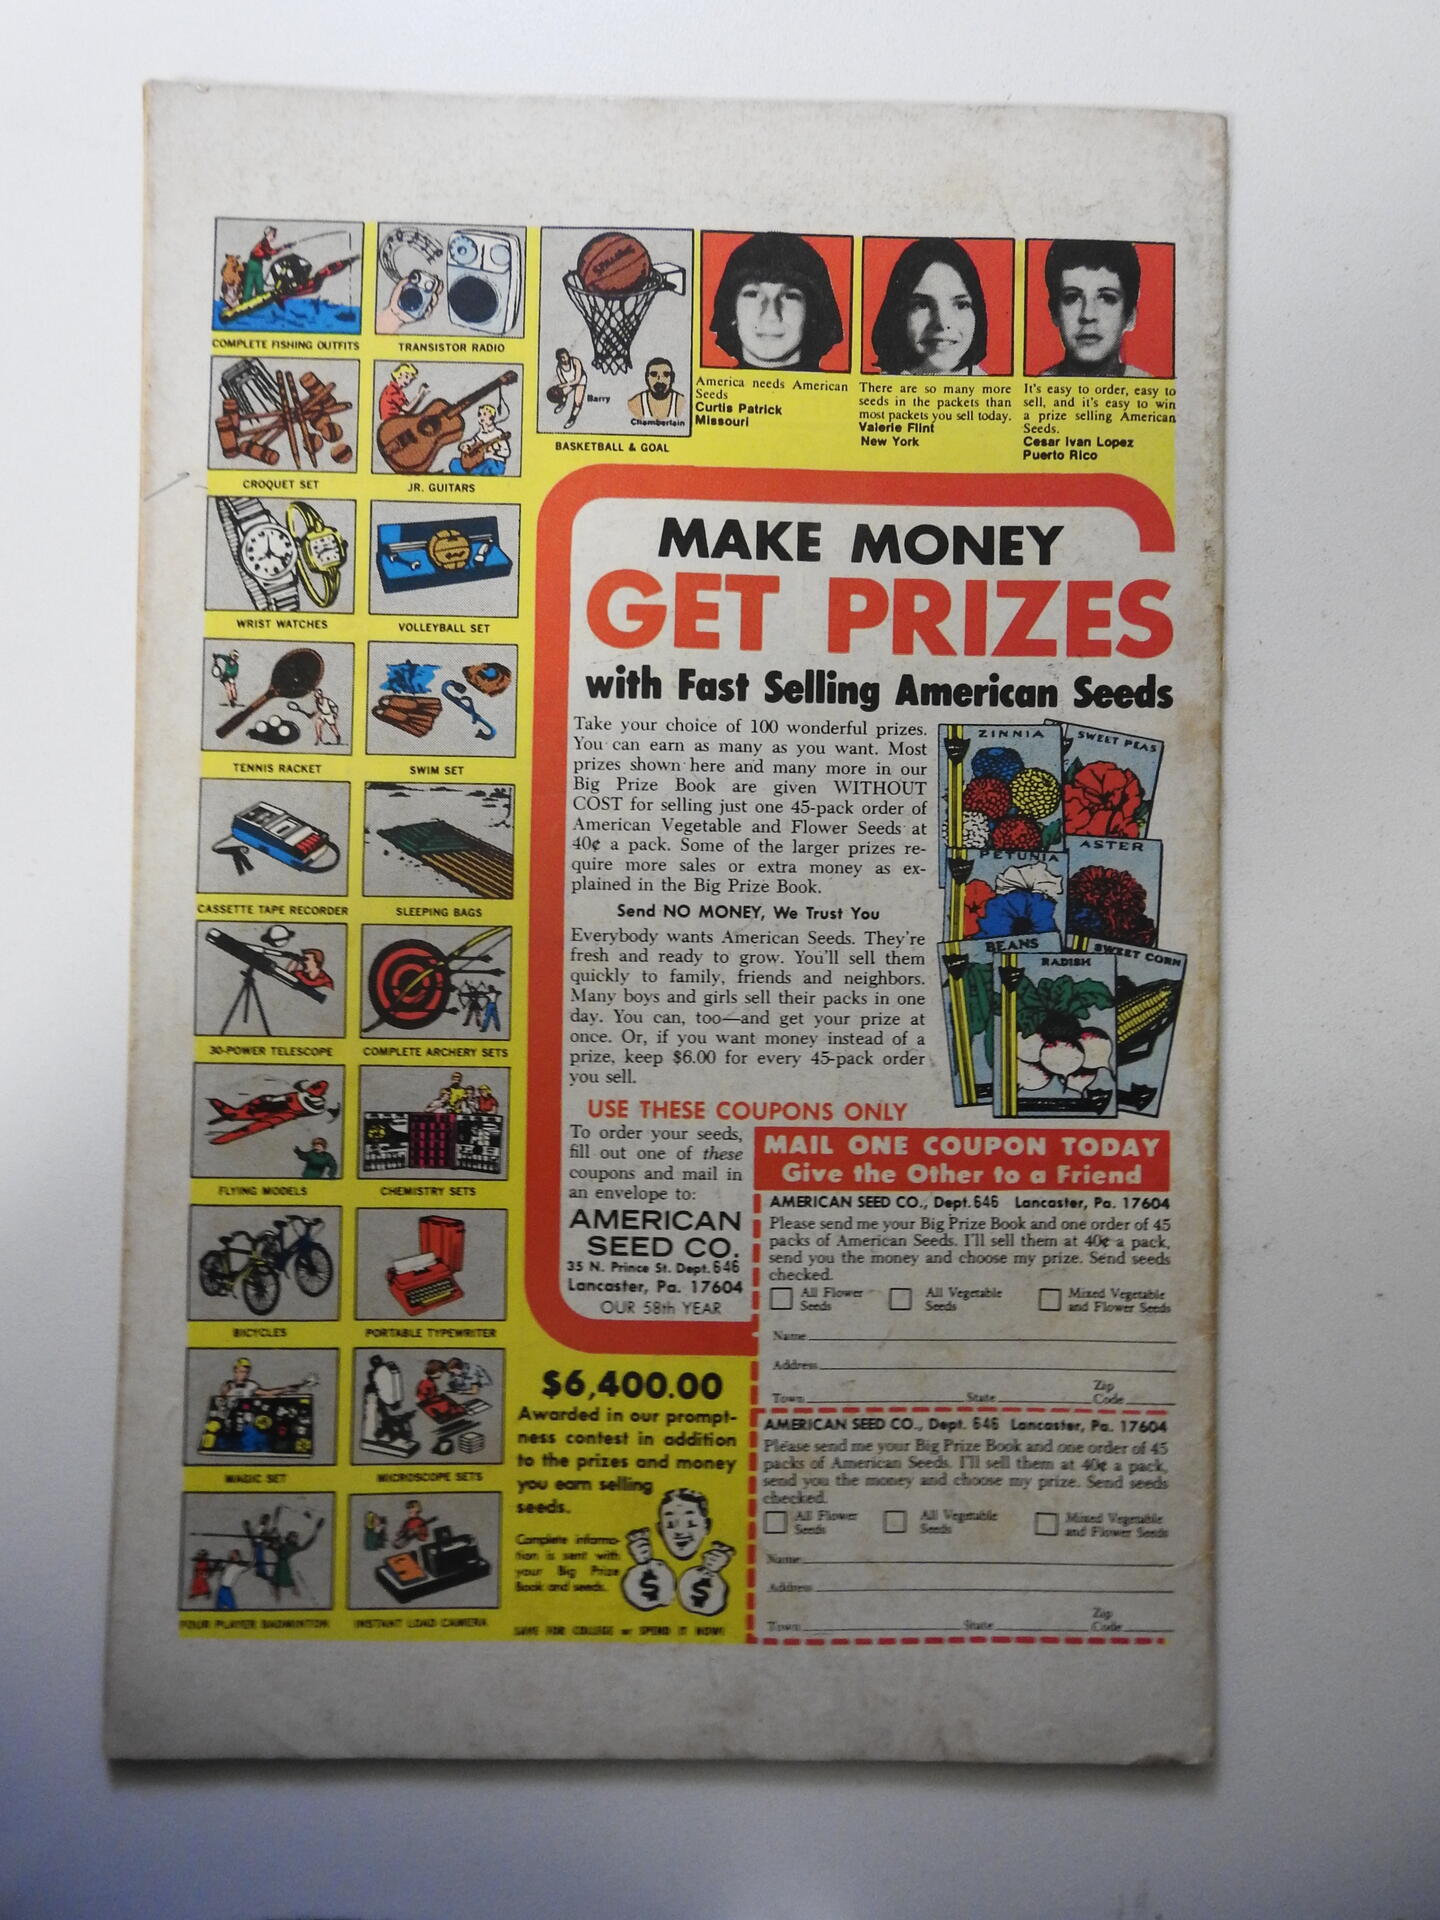 COMPLETE FISHING OUTFITS
TRANSISTOR RADIO
SPALDING
Barry
Chamberlain
BASKETBALL & GOAL
America needs American
Seeds
Curtis Patrick
Missouri
There are so many more
seeds in the packets than
most packets you sell today.
Valerie Flint
New York
It's easy to order, easy to
sell, and it's easy to win
a prize selling American
Seeds.
Cesar Ivan Lopez
Puerto Rico
CROQUET SET
JR. GUITARS
WRIST WATCHES
VOLLEYBALL SET
TENNIS RACKET
SWIM SET
CASSETTE TAPE RECORDER
SLEEPING BAGS
30-POWER TELESCOPE
COMPLETE ARCHERY SETS
FLYING MODELS
CHEMISTRY SETS
BICYCLES
PORTABLE TYPEWRITER
MAGIC SET
MICROSCOPE SETS
FOUR PLAYER BADMINTON
INSTANT LOAD CAMERA
MAKE MONEY
GET PRIZES
with Fast Selling American Seeds
Take your choice of 100 wonderful prizes.
You can earn as many as you want. Most
prizes shown here and many more in our
Big Prize Book are given WITHOUT
COST for selling just one 45-pack order of
American Vegetable and Flower Seeds at
40¢ a pack. Some of the larger prizes re-
quire more sales or extra money as ex-
plained in the Big Prize Book.
Send NO MONEY, We Trust You
Everybody wants American Seeds. They're
fresh and ready to grow. You'll sell them
quickly to family, friends and neighbors.
Many boys and girls sell their packs in one
day. You can, too—and get your prize at
once. Or, if you want money instead of a
prize, keep $6.00 for every 45-pack order
you sell.
ZINNIA
SWEET PEAS
PETUNIA
ASTER
BEANS
RADISH
SWEET CORN
USE THESE COUPONS ONLY
To order your seeds,
fill out one of these
coupons and mail in
an envelope to:
AMERICAN
SEED CO.
35 N. Prince St. Dept. 646
Lancaster, Pa. 17604
OUR 58th YEAR
MAIL ONE COUPON TODAY
Give the Other to a Friend
AMERICAN SEED CO., Dept. 646 Lancaster, Pa. 17604
Please send me your Big Prize Book and one order of 45
packs of American Seeds. I'll sell them at 40¢ a pack,
send you the money and choose my prize. Send seeds
checked.
All Flower Seeds
All Vegetable Seeds
Mixed Vegetable and Flower Seeds
Name
Address
Town State Zip Code
AMERICAN SEED CO., Dept. 646 Lancaster, Pa. 17604
Please send me your Big Prize Book and one order of 45
packs of American Seeds. I'll sell them at 40¢ a pack,
send you the money and choose my prize. Send seeds
checked.
All Flower Seeds
All Vegetable Seeds
Mixed Vegetable and Flower Seeds
Name
Address
Town State Zip Code
$6,400.00
Awarded in our prompt-
ness contest in addition
to the prizes and money
you earn selling
seeds.
Complete informa-
tion is sent with
your Big Prize
Book and seeds.
$ $
SAVE FOR COLLEGE or SPEND IT NOW!